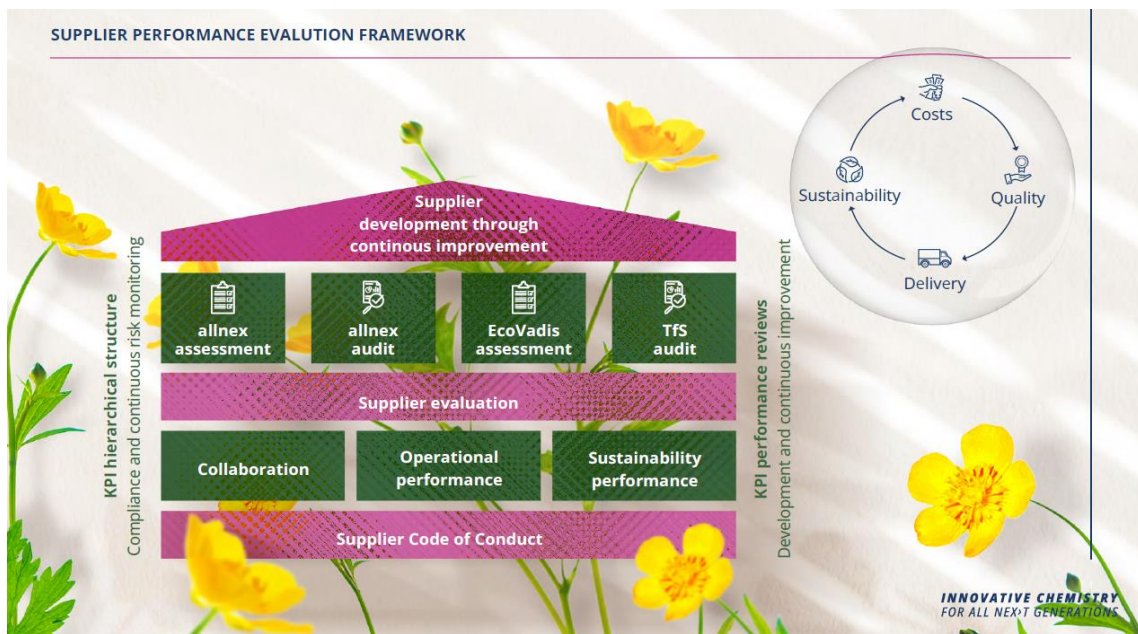 SUPPLIER PERFORMANCE EVALUTION FRAMEWORK
Costs
Sustainability
Quality
Delivery
Supplier
development through
continous improvement
allnex
assessment
allnex
audit
EcoVadis
assessment
TfS
audit
Supplier evaluation
Collaboration
Operational
performance
Sustainability
performance
Supplier Code of Conduct
KPI hierarchical structure
Compliance and continuous risk monitoring
KPI performance reviews
Development and continuous improvement
INNOVATIVE CHEMISTRY
FOR ALL NEX›T GENERATIONS